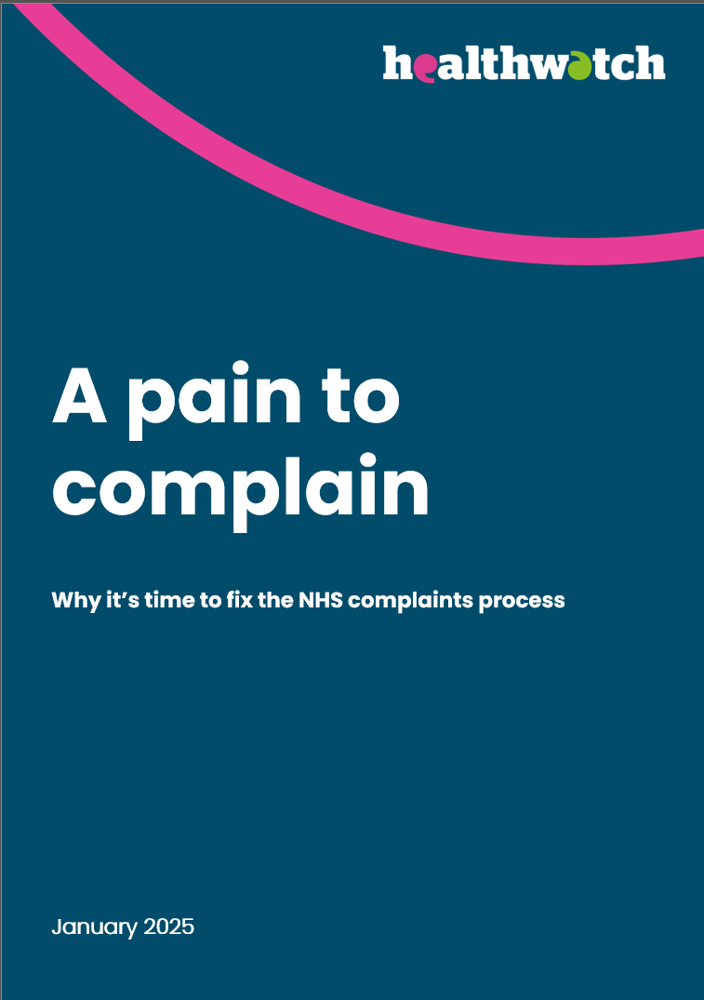 healthwatch
A pain to
complain
Why it’s time to fix the NHS complaints process
January 2025